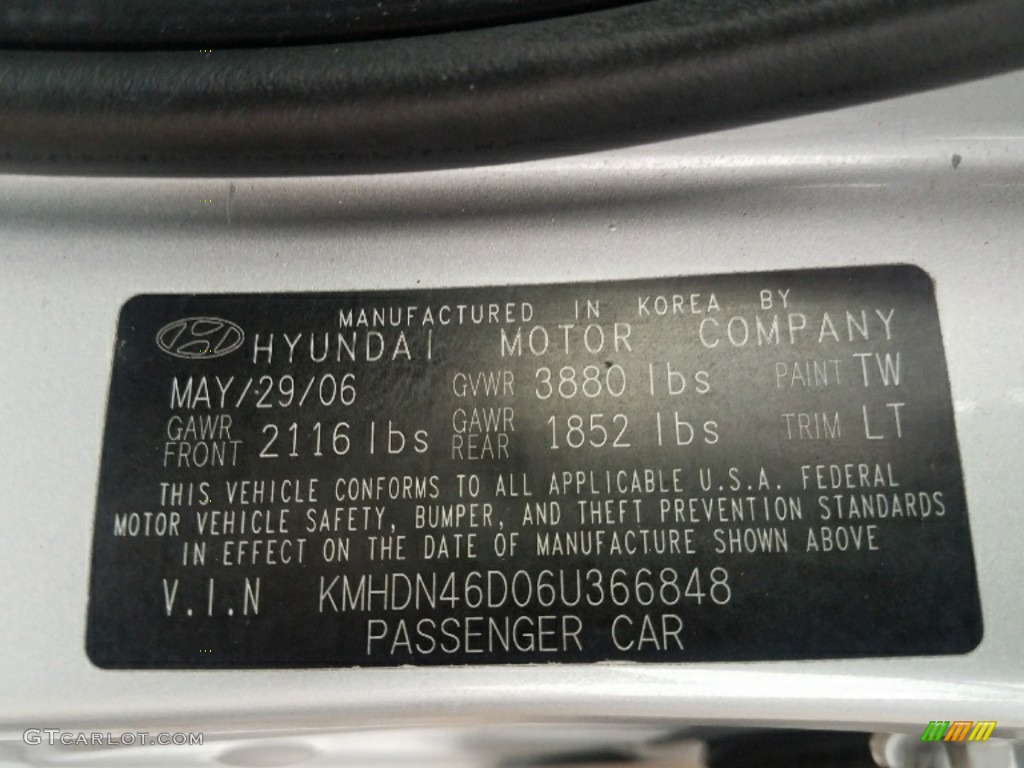 MANUFACTURED IN KOREA BY
HYUNDAI MOTOR COMPANY
MAY/29/06 GVWR 3880 lbs PAINT TW
GAWR FRONT 2116 lbs GAWR REAR 1852 lbs TRIM LT
THIS VEHICLE CONFORMS TO ALL APPLICABLE U.S.A. FEDERAL
MOTOR VEHICLE SAFETY, BUMPER, AND THEFT PREVENTION STANDARDS
IN EFFECT ON THE DATE OF MANUFACTURE SHOWN ABOVE
V.I.N KMHDN46D06U366848
PASSENGER CAR
GTCARLOT.COM